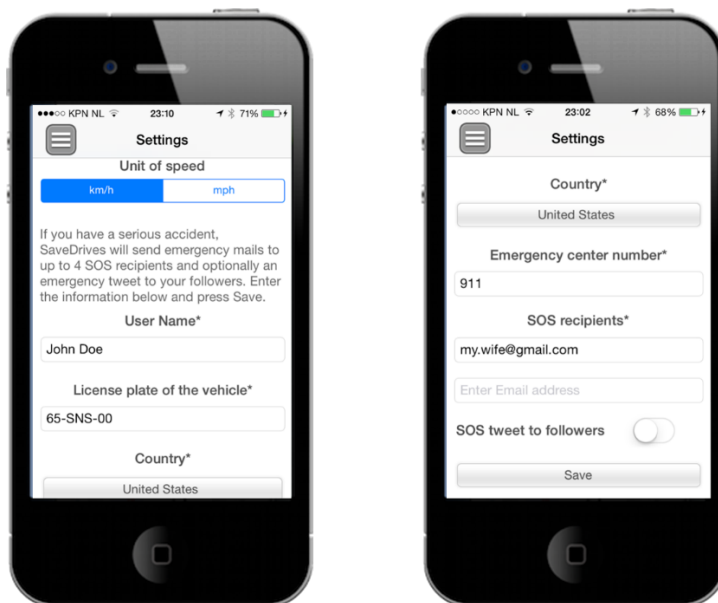 ●●●○○ KPN NL 23:10 71%
Settings
Unit of speed
km/h mph
If you have a serious accident,
SaveDrives will send emergency mails to
up to 4 SOS recipients and optionally an
emergency tweet to your followers. Enter
the information below and press Save.
User Name*
John Doe
License plate of the vehicle*
65-SNS-00
Country*
United States
●○○○○ KPN NL 23:02 68%
Settings
Country*
United States
Emergency center number*
911
SOS recipients*
my.wife@gmail.com
Enter Email address
SOS tweet to followers
Save